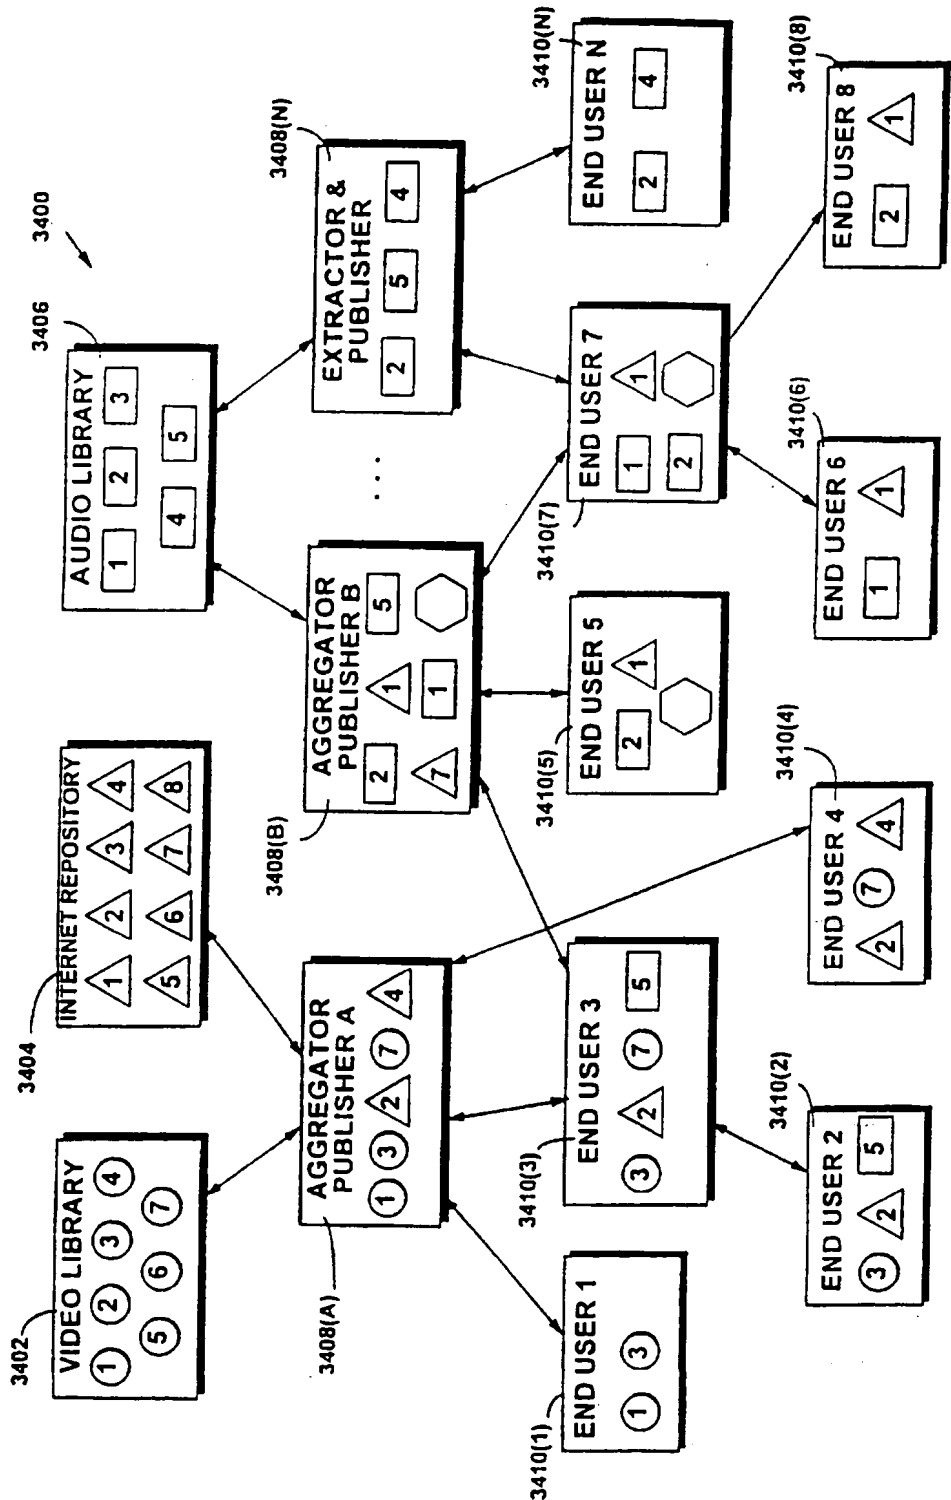 3400
3402
VIDEO LIBRARY
1 2 3 4
5 6 7
3404
INTERNET REPOSITORY
1 2 3 4
5 6 7 8
3406
AUDIO LIBRARY
1 2 3
4 5
3408(A)
AGGREGATOR
PUBLISHER A
1 3 2 7 4
3408(B)
AGGREGATOR
PUBLISHER B
2 1 5
7 1
...
3408(N)
EXTRACTOR &
PUBLISHER
2 5 4
3410(1)
END USER 1
1 3
3410(3)
END USER 3
3 2 7 5
3410(5)
END USER 5
2 1
3410(7)
END USER 7
1 1
2
3410(N)
END USER N
2 4
3410(2)
END USER 2
3 2 5
3410(4)
END USER 4
2 7 4
3410(6)
END USER 6
1 1
3410(8)
END USER 8
2 1